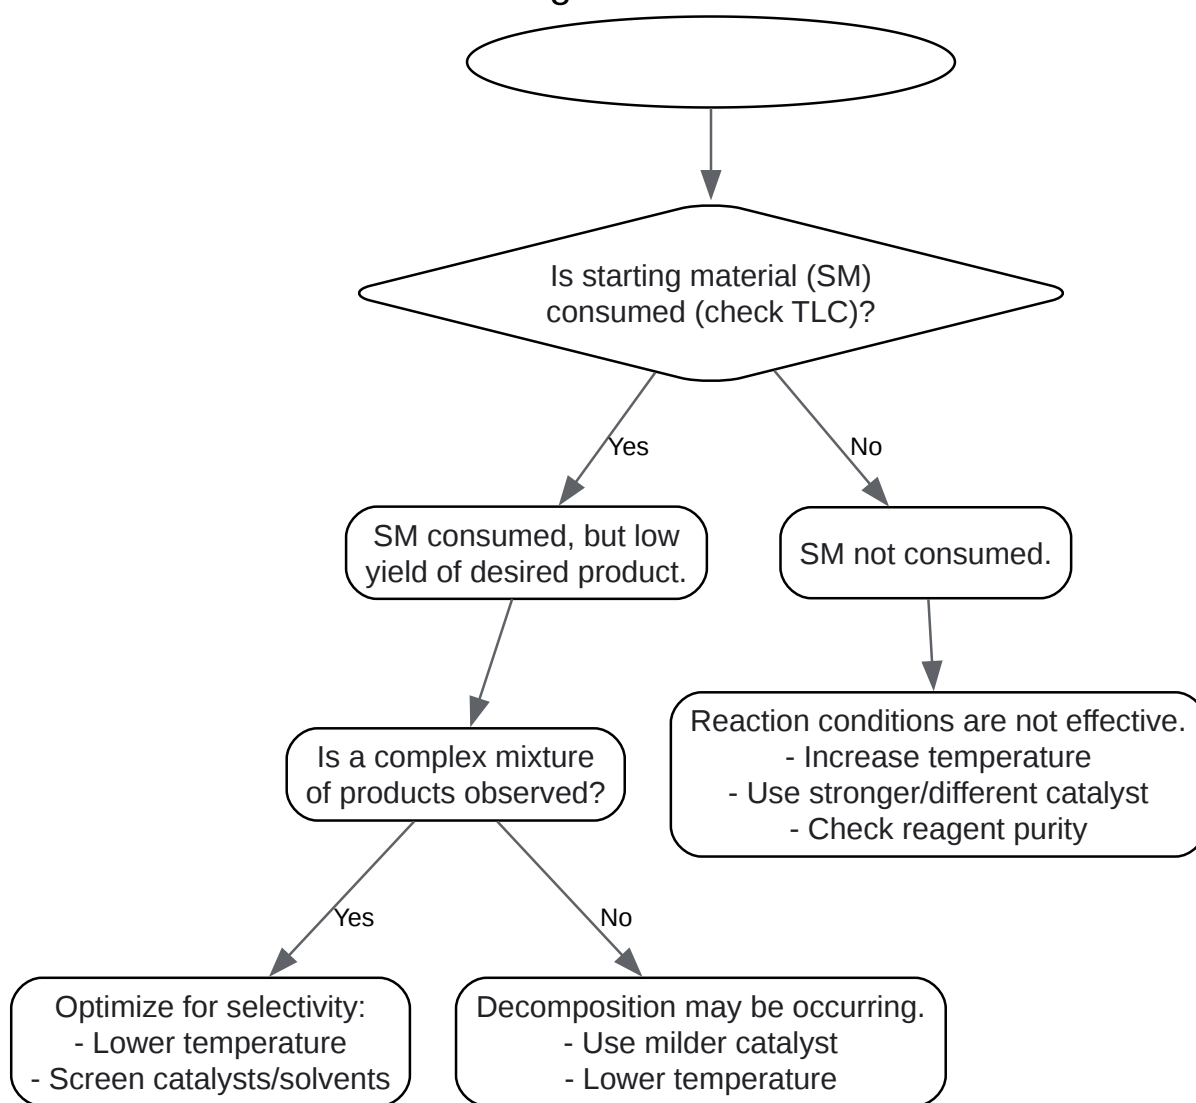 Is starting material (SM)
consumed (check TLC)?
Yes
No
SM consumed, but low
yield of desired product.
SM not consumed.
Is a complex mixture
of products observed?
Reaction conditions are not effective.
- Increase temperature
- Use stronger/different catalyst
- Check reagent purity
Yes
No
Optimize for selectivity:
- Lower temperature
- Screen catalysts/solvents
Decomposition may be occurring.
- Use milder catalyst
- Lower temperature